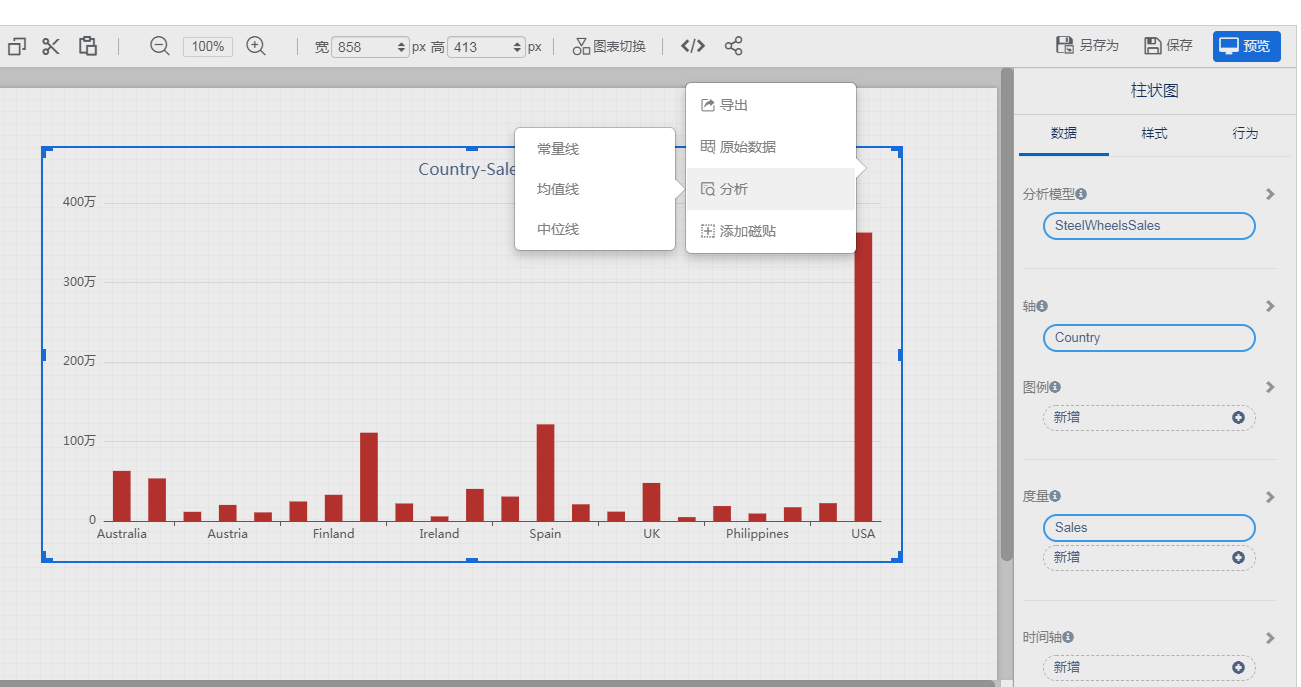 100%
宽 858 px 高 413 px
图表切换
另存为
保存
预览
导出
原始数据
分析
添加磁贴
常量线
均值线
中位线
Country-Sale
400万
300万
200万
100万
0
Australia Austria Finland Ireland Spain UK Philippines USA
柱状图
数据 样式 行为
分析模型
SteelWheelsSales
轴
Country
图例
新增
度量
Sales
新增
时间轴
新增